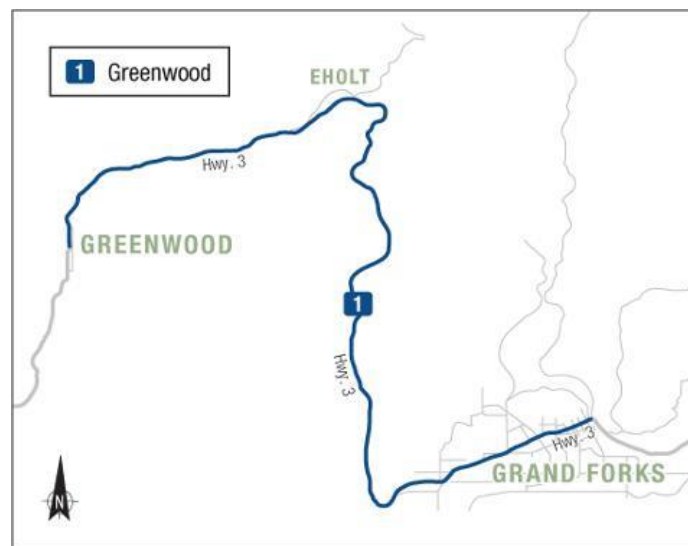 1 Greenwood
EHOLT
Hwy. 3
GREENWOOD
1
Hwy. 3
Hwy. 3
GRAND FORKS
N